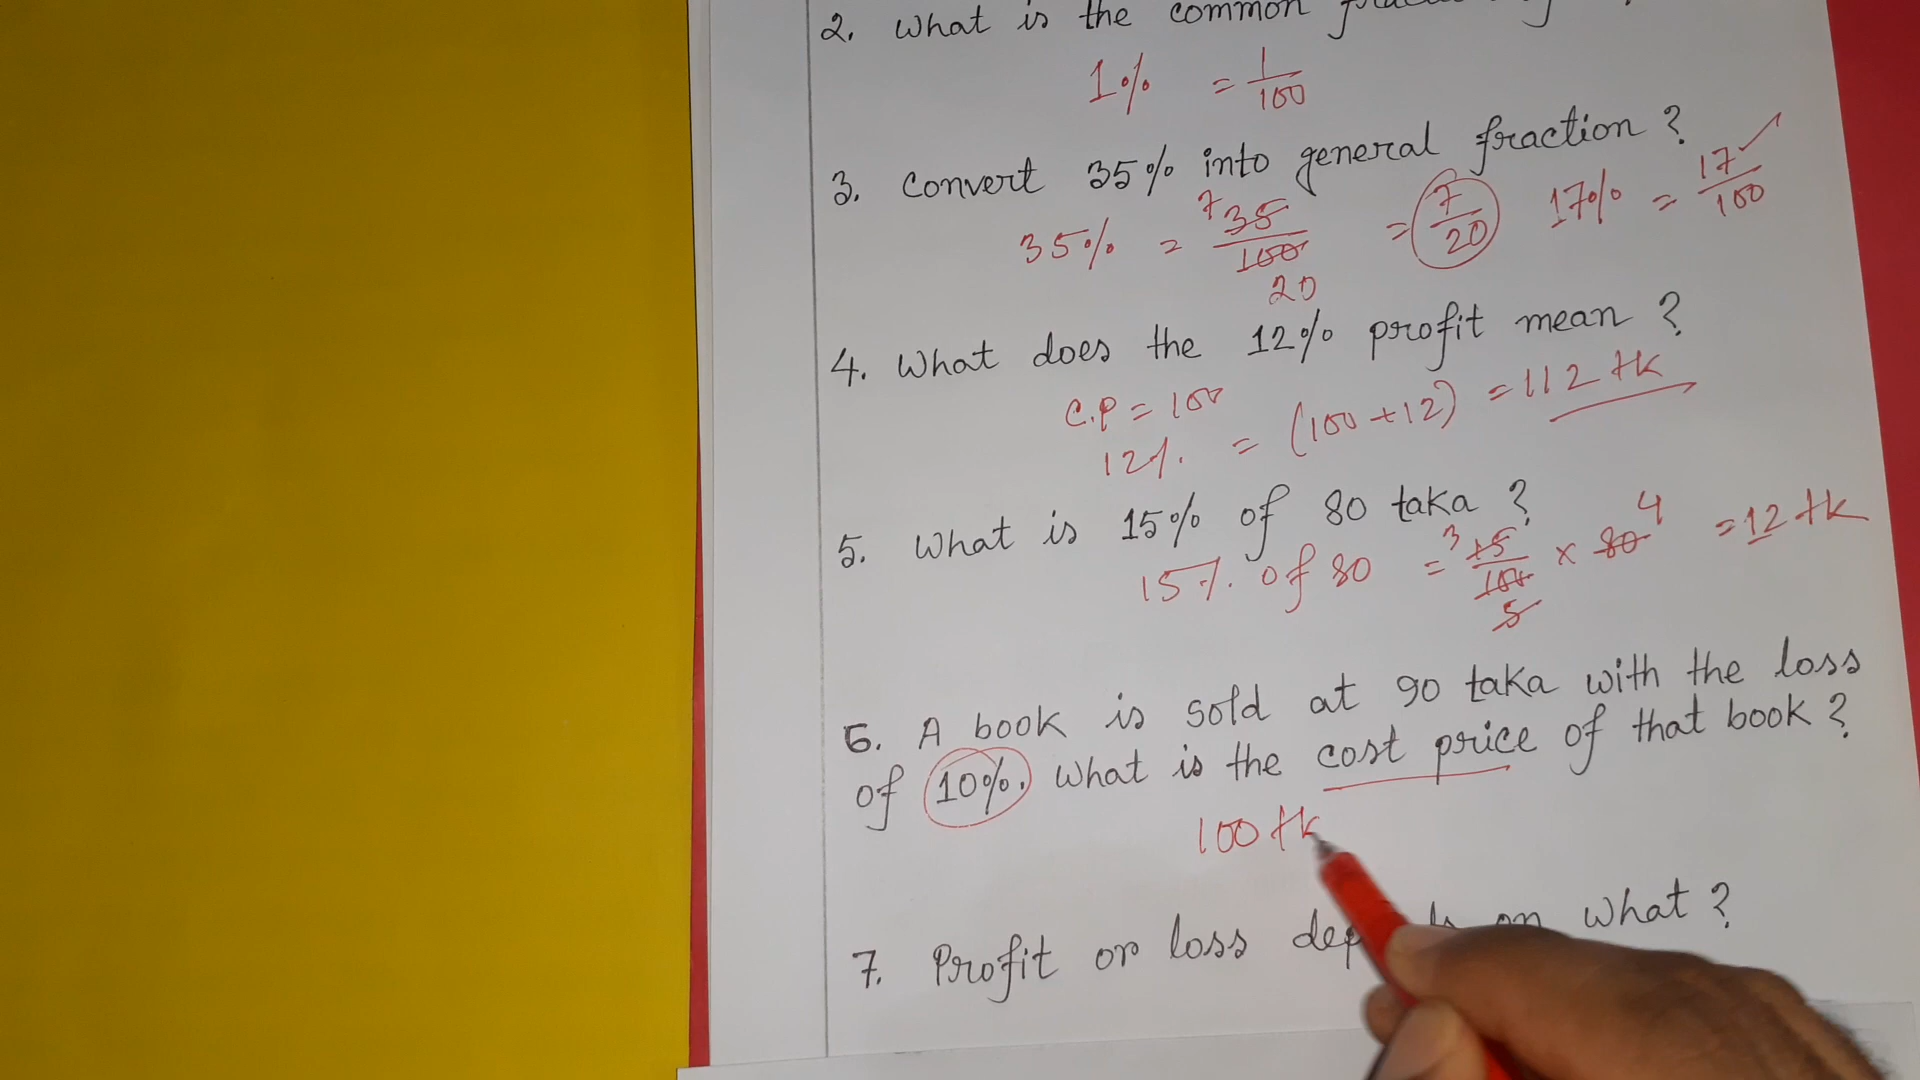 2. What is the common
1% = 1/100
3. Convert 35% into general fraction?
35% = 7 35/100 20 = 7/20 17% = 17/100
4. What does the 12% profit mean?
C.P = 100
12% = (100+12) = 112 tk
5. What is 15% of 80 taka?
15% of 80 = 3 15/100 5 × 80 4 = 12 tk
6. A book is sold at 90 taka with the loss
of 10%. What is the cost price of that book?
100 tk
7. Profit or loss on what?